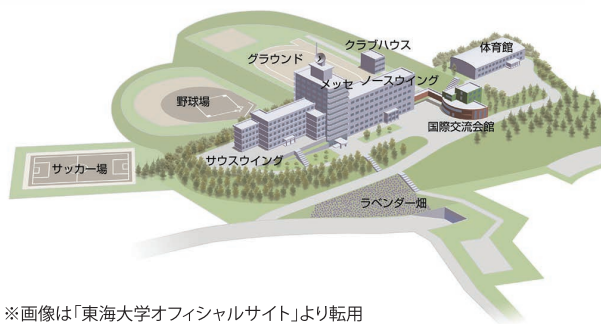 クラブハウス
体育館
グラウンド
メッセ
ノースウイング
野球場
国際交流会館
サウスウイング
サッカー場
ラベンダー畑
※画像は「東海大学オフィシャルサイト」より転用